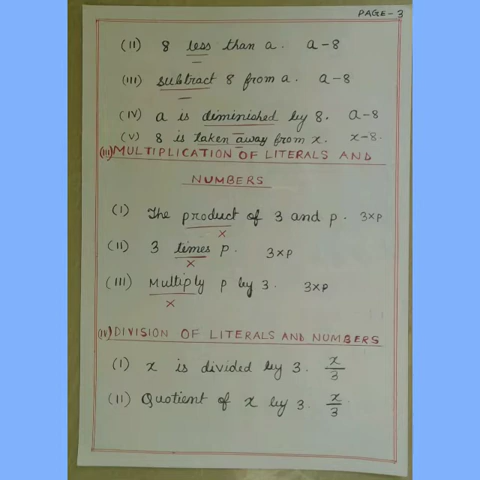 PAGE-3
(II) 8 less than a. a-8
(III) subtract 8 from a. a-8
(IV) a is diminished by 8. a-8
(V) 8 is taken away from x. x-8.
(III) MULTIPLICATION OF LITERALS AND
NUMBERS
(I) The product of 3 and p. 3×p
×
(II) 3 times p. 3×p
×
(III) Multiply p by 3. 3×p
×
(IV) DIVISION OF LITERALS AND NUMBERS
(I) x is divided by 3. x/3
(II) Quotient of x by 3. x/3.